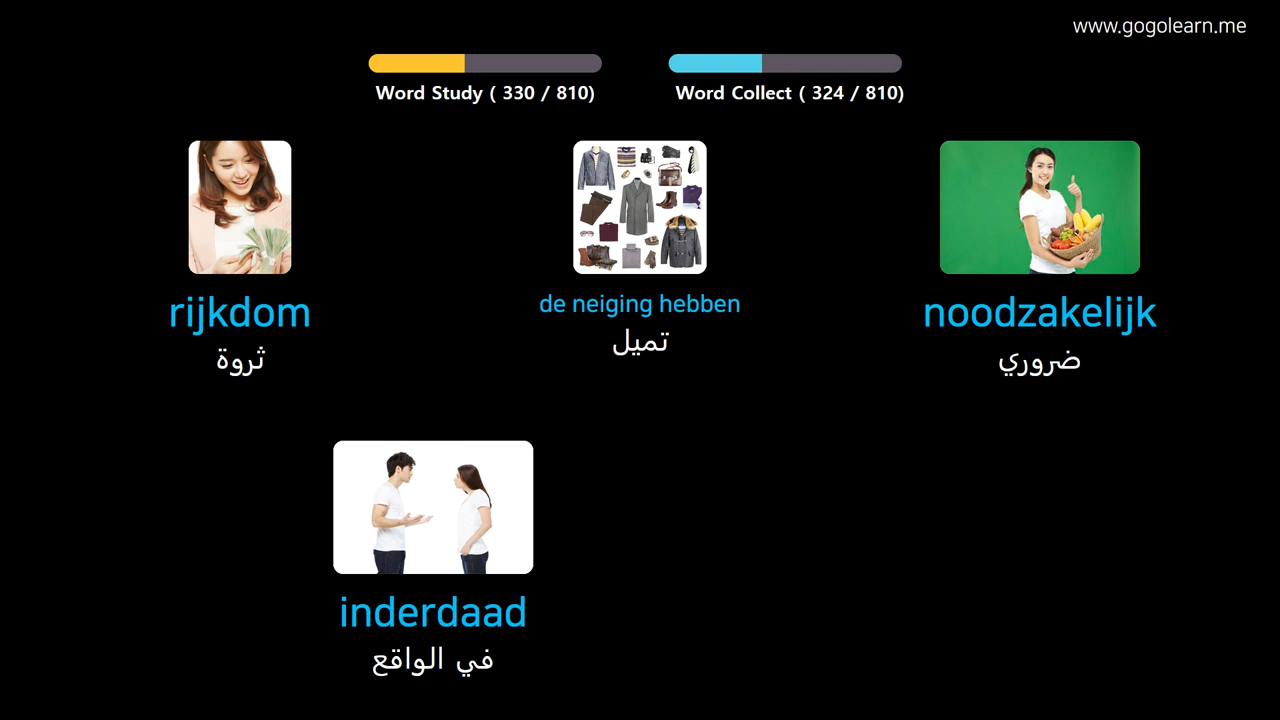 www.gogolearn.me
Word Study ( 330 / 810)
Word Collect ( 324 / 810)
rijkdom
ثروة
de neiging hebben
تميل
noodzakelijk
ضروري
inderdaad
في الواقع